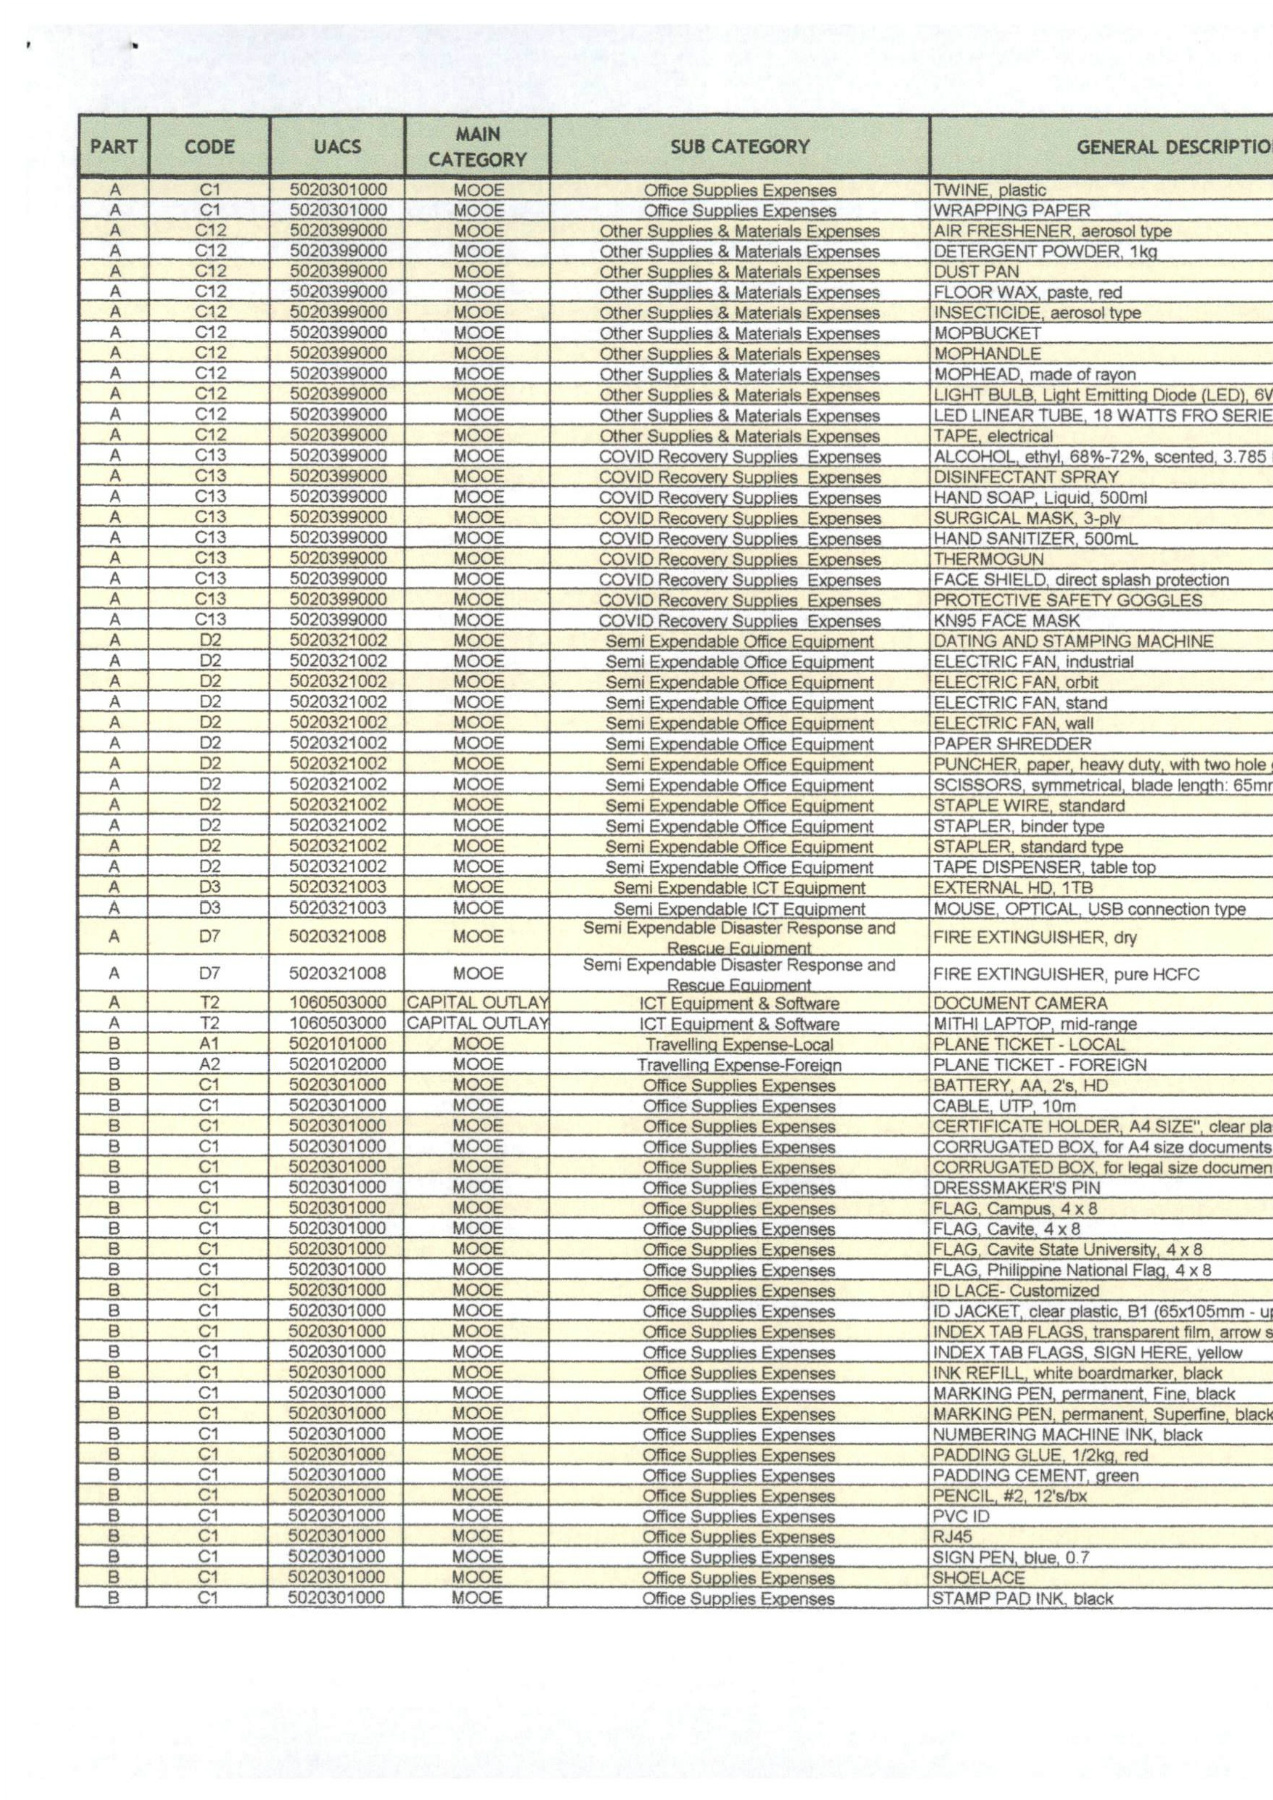 PART CODE UACS MAIN CATEGORY SUB CATEGORY GENERAL DESCRIPTIO
A C1 5020301000 MOOE Office Supplies Expenses TWINE, plastic
A C1 5020301000 MOOE Office Supplies Expenses WRAPPING PAPER
A C12 5020399000 MOOE Other Supplies & Materials Expenses AIR FRESHENER, aerosol type
A C12 5020399000 MOOE Other Supplies & Materials Expenses DETERGENT POWDER, 1kg
A C12 5020399000 MOOE Other Supplies & Materials Expenses DUST PAN
A C12 5020399000 MOOE Other Supplies & Materials Expenses FLOOR WAX, paste, red
A C12 5020399000 MOOE Other Supplies & Materials Expenses INSECTICIDE, aerosol type
A C12 5020399000 MOOE Other Supplies & Materials Expenses MOPBUCKET
A C12 5020399000 MOOE Other Supplies & Materials Expenses MOPHANDLE
A C12 5020399000 MOOE Other Supplies & Materials Expenses MOPHEAD, made of rayon
A C12 5020399000 MOOE Other Supplies & Materials Expenses LIGHT BULB, Light Emitting Diode (LED), 6W
A C12 5020399000 MOOE Other Supplies & Materials Expenses LED LINEAR TUBE, 18 WATTS FRO SERIE
A C12 5020399000 MOOE Other Supplies & Materials Expenses TAPE, electrical
A C13 5020399000 MOOE COVID Recovery Supplies Expenses ALCOHOL, ethyl, 68%-72%, scented, 3.785
A C13 5020399000 MOOE COVID Recovery Supplies Expenses DISINFECTANT SPRAY
A C13 5020399000 MOOE COVID Recovery Supplies Expenses HAND SOAP, Liquid, 500ml
A C13 5020399000 MOOE COVID Recovery Supplies Expenses SURGICAL MASK, 3-ply
A C13 5020399000 MOOE COVID Recovery Supplies Expenses HAND SANITIZER, 500mL
A C13 5020399000 MOOE COVID Recovery Supplies Expenses THERMOGUN
A C13 5020399000 MOOE COVID Recovery Supplies Expenses FACE SHIELD, direct splash protection
A C13 5020399000 MOOE COVID Recovery Supplies Expenses PROTECTIVE SAFETY GOGGLES
A C13 5020399000 MOOE COVID Recovery Supplies Expenses KN95 FACE MASK
A D2 5020321002 MOOE Semi Expendable Office Equipment DATING AND STAMPING MACHINE
A D2 5020321002 MOOE Semi Expendable Office Equipment ELECTRIC FAN, industrial
A D2 5020321002 MOOE Semi Expendable Office Equipment ELECTRIC FAN, orbit
A D2 5020321002 MOOE Semi Expendable Office Equipment ELECTRIC FAN, stand
A D2 5020321002 MOOE Semi Expendable Office Equipment ELECTRIC FAN, wall
A D2 5020321002 MOOE Semi Expendable Office Equipment PAPER SHREDDER
A D2 5020321002 MOOE Semi Expendable Office Equipment PUNCHER, paper, heavy duty, with two hole
A D2 5020321002 MOOE Semi Expendable Office Equipment SCISSORS, symmetrical, blade length: 65mm
A D2 5020321002 MOOE Semi Expendable Office Equipment STAPLE WIRE, standard
A D2 5020321002 MOOE Semi Expendable Office Equipment STAPLER, binder type
A D2 5020321002 MOOE Semi Expendable Office Equipment STAPLER, standard type
A D2 5020321002 MOOE Semi Expendable Office Equipment TAPE DISPENSER, table top
A D3 5020321003 MOOE Semi Expendable ICT Equipment EXTERNAL HD, 1TB
A D3 5020321003 MOOE Semi Expendable ICT Equipment MOUSE, OPTICAL, USB connection type
A D7 5020321008 MOOE Semi Expendable Disaster Response and Rescue Equipment FIRE EXTINGUISHER, dry
A D7 5020321008 MOOE Semi Expendable Disaster Response and Rescue Equipment FIRE EXTINGUISHER, pure HCFC
A T2 1060503000 CAPITAL OUTLAY ICT Equipment & Software DOCUMENT CAMERA
A T2 1060503000 CAPITAL OUTLAY ICT Equipment & Software MITHI LAPTOP, mid-range
B A1 5020101000 MOOE Travelling Expense-Local PLANE TICKET - LOCAL
B A2 5020102000 MOOE Travelling Expense-Foreign PLANE TICKET - FOREIGN
B C1 5020301000 MOOE Office Supplies Expenses BATTERY, AA, 2's, HD
B C1 5020301000 MOOE Office Supplies Expenses CABLE, UTP, 10m
B C1 5020301000 MOOE Office Supplies Expenses CERTIFICATE HOLDER, A4 SIZE", clear pla
B C1 5020301000 MOOE Office Supplies Expenses CORRUGATED BOX, for A4 size documents
B C1 5020301000 MOOE Office Supplies Expenses CORRUGATED BOX, for legal size documen
B C1 5020301000 MOOE Office Supplies Expenses DRESSMAKER'S PIN
B C1 5020301000 MOOE Office Supplies Expenses FLAG, Campus, 4 x 8
B C1 5020301000 MOOE Office Supplies Expenses FLAG, Cavite, 4 x 8
B C1 5020301000 MOOE Office Supplies Expenses FLAG, Cavite State University, 4 x 8
B C1 5020301000 MOOE Office Supplies Expenses FLAG, Philippine National Flag, 4 x 8
B C1 5020301000 MOOE Office Supplies Expenses ID LACE- Customized
B C1 5020301000 MOOE Office Supplies Expenses ID JACKET, clear plastic, B1 (65x105mm - up
B C1 5020301000 MOOE Office Supplies Expenses INDEX TAB FLAGS, transparent film, arrow s
B C1 5020301000 MOOE Office Supplies Expenses INDEX TAB FLAGS, SIGN HERE, yellow
B C1 5020301000 MOOE Office Supplies Expenses INK REFILL, white boardmarker, black
B C1 5020301000 MOOE Office Supplies Expenses MARKING PEN, permanent, Fine, black
B C1 5020301000 MOOE Office Supplies Expenses MARKING PEN, permanent, Superfine, black
B C1 5020301000 MOOE Office Supplies Expenses NUMBERING MACHINE INK, black
B C1 5020301000 MOOE Office Supplies Expenses PADDING GLUE, 1/2kg, red
B C1 5020301000 MOOE Office Supplies Expenses PADDING CEMENT, green
B C1 5020301000 MOOE Office Supplies Expenses PENCIL, #2, 12's/bx
B C1 5020301000 MOOE Office Supplies Expenses PVC ID
B C1 5020301000 MOOE Office Supplies Expenses RJ45
B C1 5020301000 MOOE Office Supplies Expenses SIGN PEN, blue, 0.7
B C1 5020301000 MOOE Office Supplies Expenses SHOELACE
B C1 5020301000 MOOE Office Supplies Expenses STAMP PAD INK, black